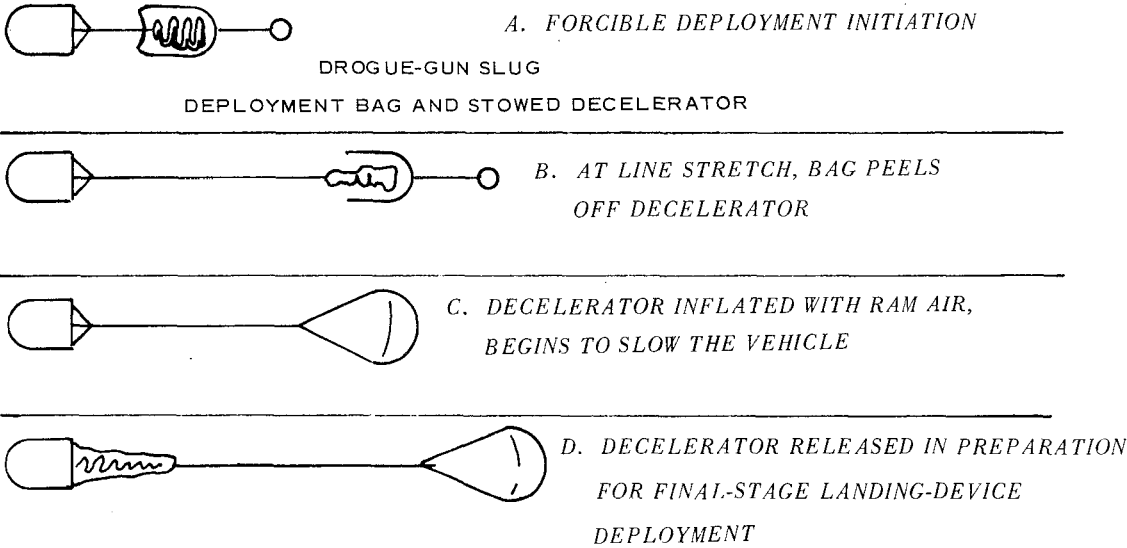 A. FORCIBLE DEPLOYMENT INITIATION
DROGUE-GUN SLUG
DEPLOYMENT BAG AND STOWED DECELERATOR
B. AT LINE STRETCH, BAG PEELS
OFF DECELERATOR
C. DECELERATOR INFLATED WITH RAM AIR,
BEGINS TO SLOW THE VEHICLE
D. DECELERATOR RELEASED IN PREPARATION
FOR FINAL-STAGE LANDING-DEVICE
DEPLOYMENT